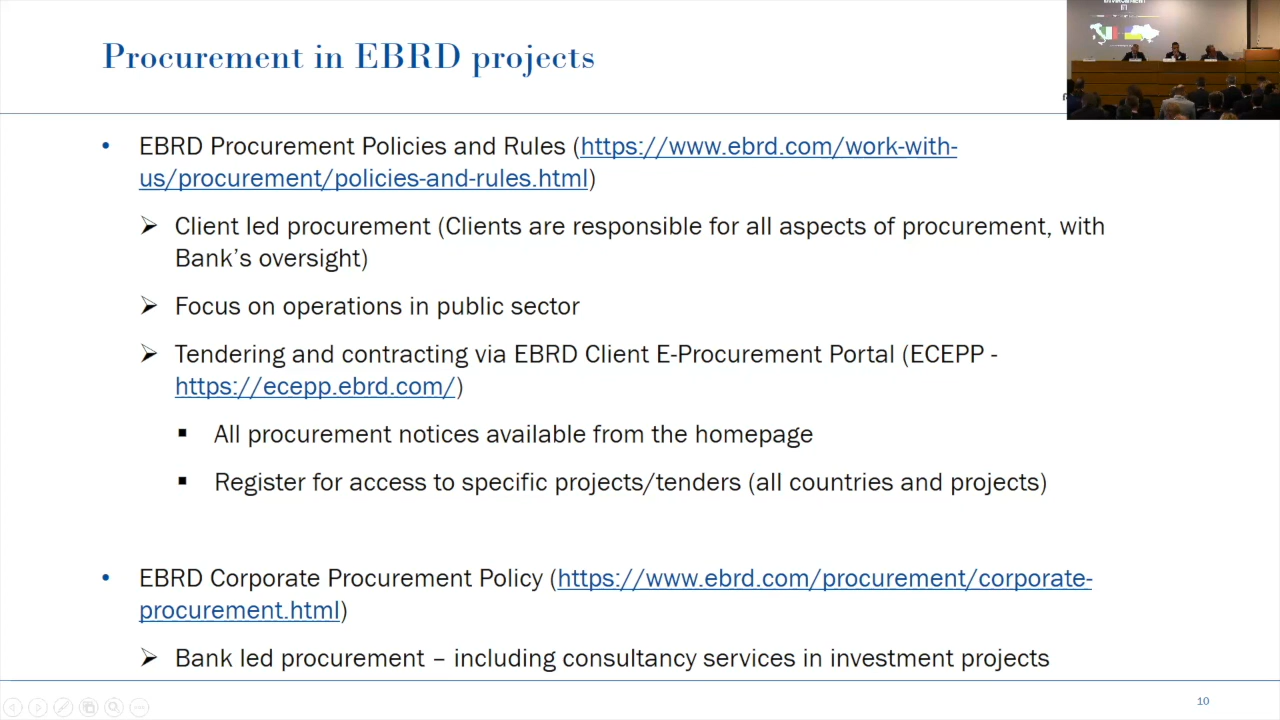 Procurement in EBRD projects
• EBRD Procurement Policies and Rules (https://www.ebrd.com/work-with-
us/procurement/policies-and-rules.html)
➢ Client led procurement (Clients are responsible for all aspects of procurement, with
Bank’s oversight)
➢ Focus on operations in public sector
➢ Tendering and contracting via EBRD Client E-Procurement Portal (ECEPP -
https://ecepp.ebrd.com/)
▪ All procurement notices available from the homepage
▪ Register for access to specific projects/tenders (all countries and projects)
• EBRD Corporate Procurement Policy (https://www.ebrd.com/procurement/corporate-
procurement.html)
➢ Bank led procurement – including consultancy services in investment projects
10